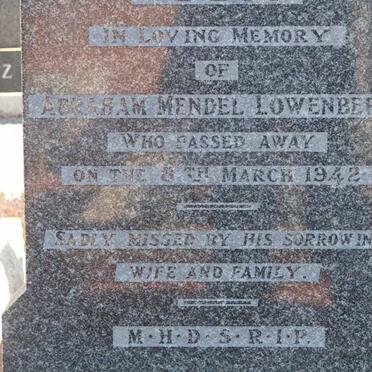 Z
IN LOVING MEMORY
OF
ABRAHAM MENDEL LOWENBER
WHO PASSED AWAY
ON THE 8TH MARCH 1942
SADLY MISSED BY HIS SORROWIN
WIFE AND FAMILY.
M·H·D·S·R·I·P.